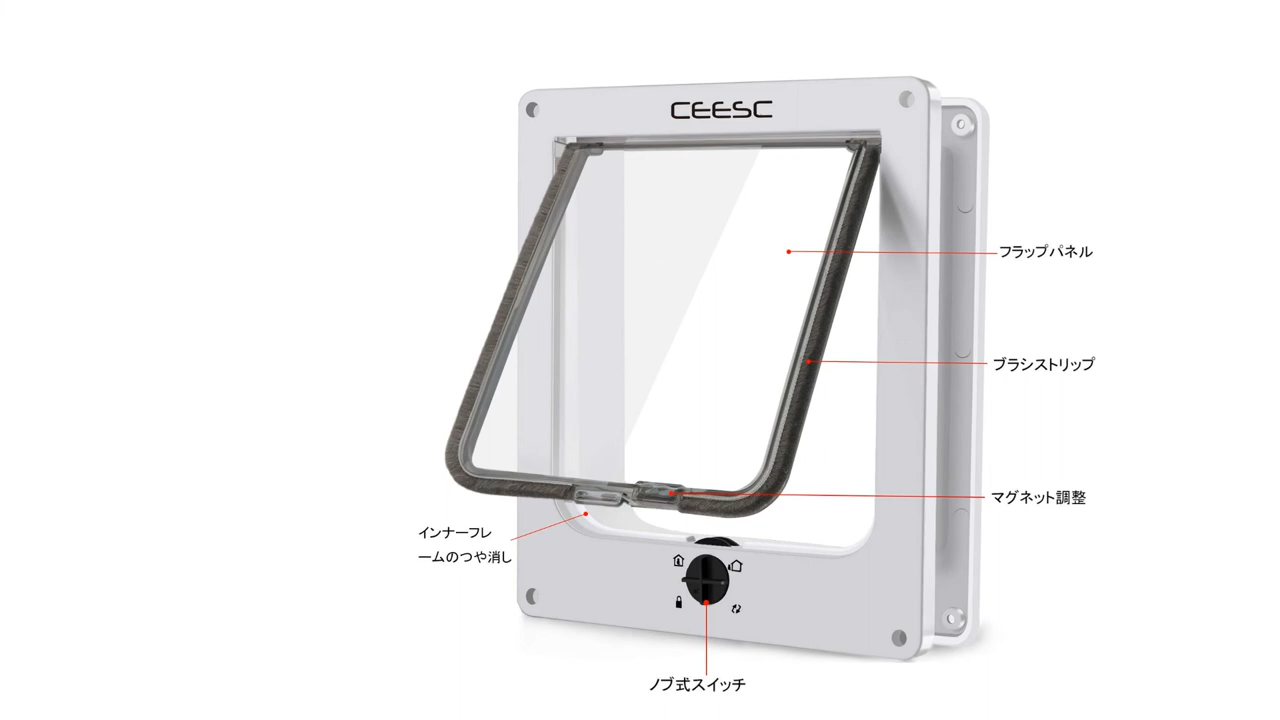 CEESC
フラップパネル
ブラシストリップ
マグネット調整
インナーフレ
ームのつや消し
ノブ式スイッチ